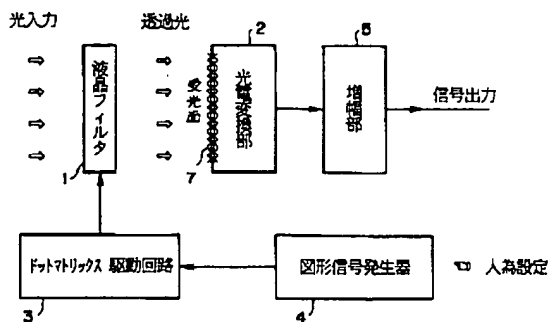 光入力
透過光
2
5
液晶フィルタ
受光面
光電変換部
増幅部
信号出力
1
7
ドットマトリックス駆動回路
図形信号発生器
人為設定
3
4